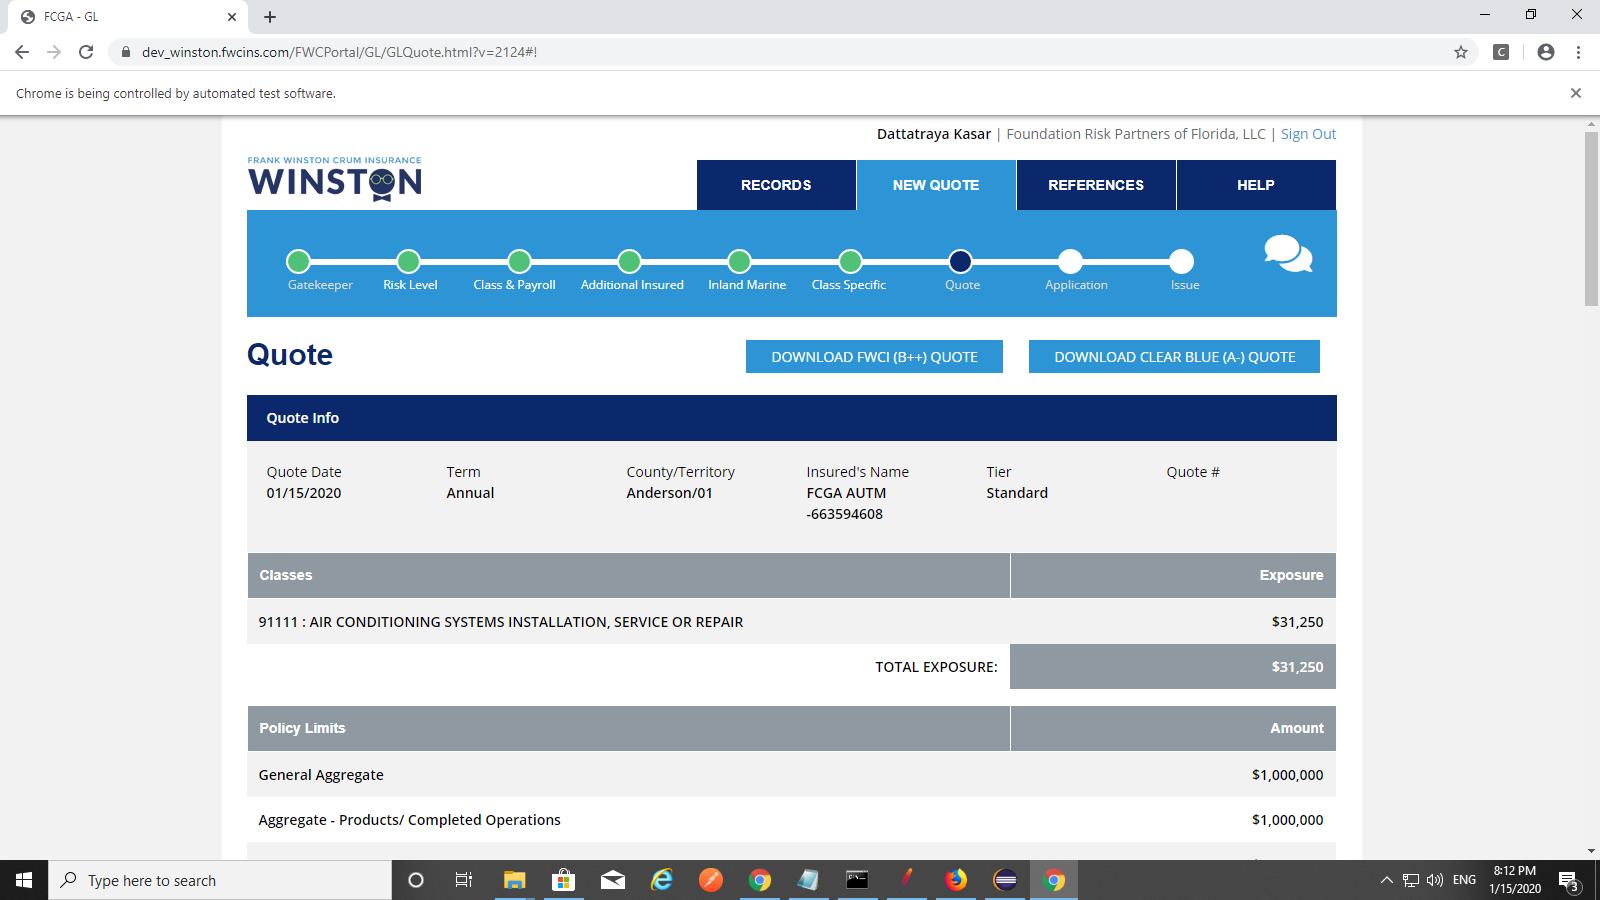 FCGA - GL
dev_winston.fwcins.com/FWCPortal/GL/GLQuote.html?v=2124#!
C
Chrome is being controlled by automated test software.
Dattatraya Kasar | Foundation Risk Partners of Florida, LLC | Sign Out
FRANK WINSTON CRUM INSURANCE
WINSTON
RECORDS NEW QUOTE REFERENCES HELP
Gatekeeper Risk Level Class & Payroll Additional Insured Inland Marine Class Specific Quote Application Issue
Quote DOWNLOAD FWCI (B++) QUOTE DOWNLOAD CLEAR BLUE (A-) QUOTE
Quote Info
Quote Date Term County/Territory Insured's Name Tier Quote #
01/15/2020 Annual Anderson/01 FCGA AUTM Standard
-663594608
Classes Exposure
91111 : AIR CONDITIONING SYSTEMS INSTALLATION, SERVICE OR REPAIR $31,250
TOTAL EXPOSURE: $31,250
Policy Limits Amount
General Aggregate $1,000,000
Aggregate - Products/ Completed Operations $1,000,000
Type here to search
ENG
8:12 PM
1/15/2020
3